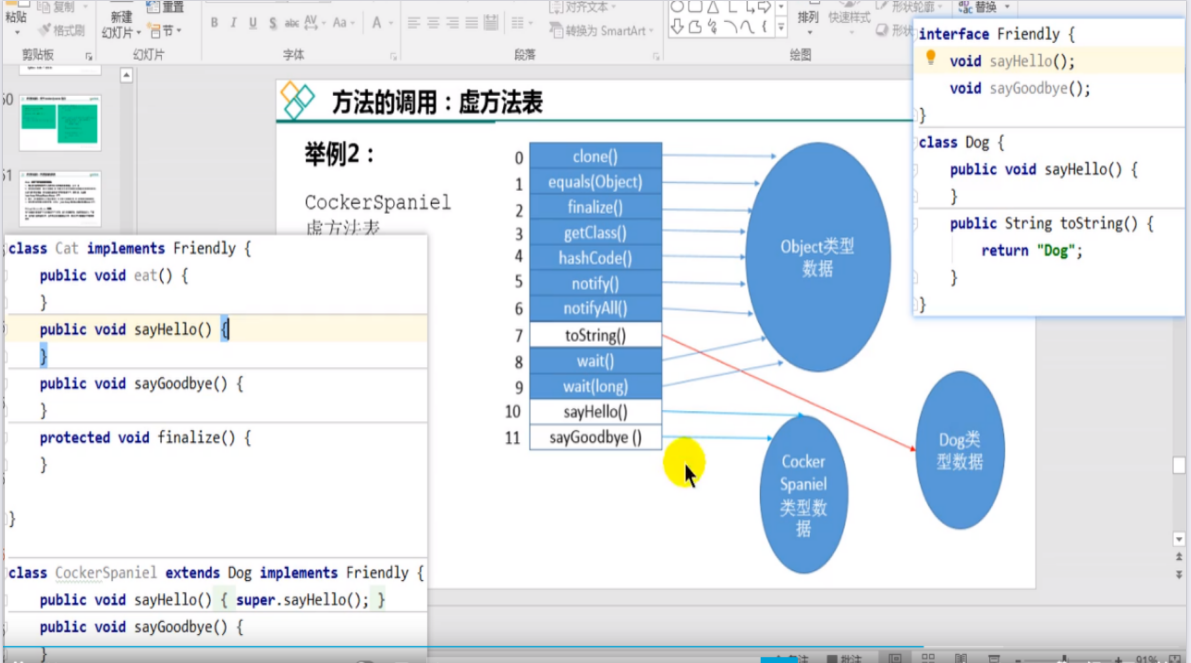 粘贴
复制
格式刷
剪贴板
新建
幻灯片
重置
节
幻灯片
B I U S abc AV Aa A
字体
对齐文本
转换为 SmartArt
段落
排列
快速样式
形状轮廓
绘图
替换
50
51
方法的调用：虚方法表
举例2：
CockerSpaniel
虚方法表
0 clone()
1 equals(Object)
2 finalize()
3 getClass()
4 hashCode()
5 notify()
6 notifyAll()
7 toString()
8 wait()
9 wait(long)
10 sayHello()
11 sayGoodbye ()
Object类型
数据
Dog类
型数据
Cocker
Spaniel
类型数
据
interface Friendly {
void sayHello();
void sayGoodbye();
}
class Dog {
public void sayHello() {
}
public String toString() {
return "Dog";
}
}
class Cat implements Friendly {
public void eat() {
}
public void sayHello() {
}
public void sayGoodbye() {
}
protected void finalize() {
}
}
class CockerSpaniel extends Dog implements Friendly {
public void sayHello() { super.sayHello(); }
public void sayGoodbye() {
}
批注
91%